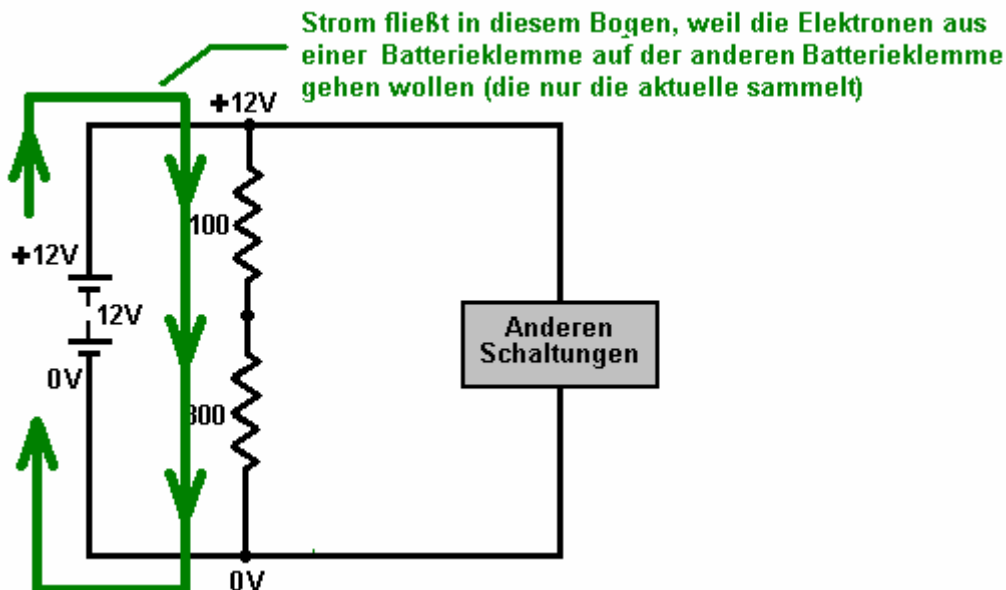 Strom fließt in diesem Bogen, weil die Elektronen aus
einer Batterieklemme auf der anderen Batterieklemme
gehen wollen (die nur die aktuelle sammelt)
+12V
100
+12V
12V
Anderen
Schaltungen
0V
300
0V